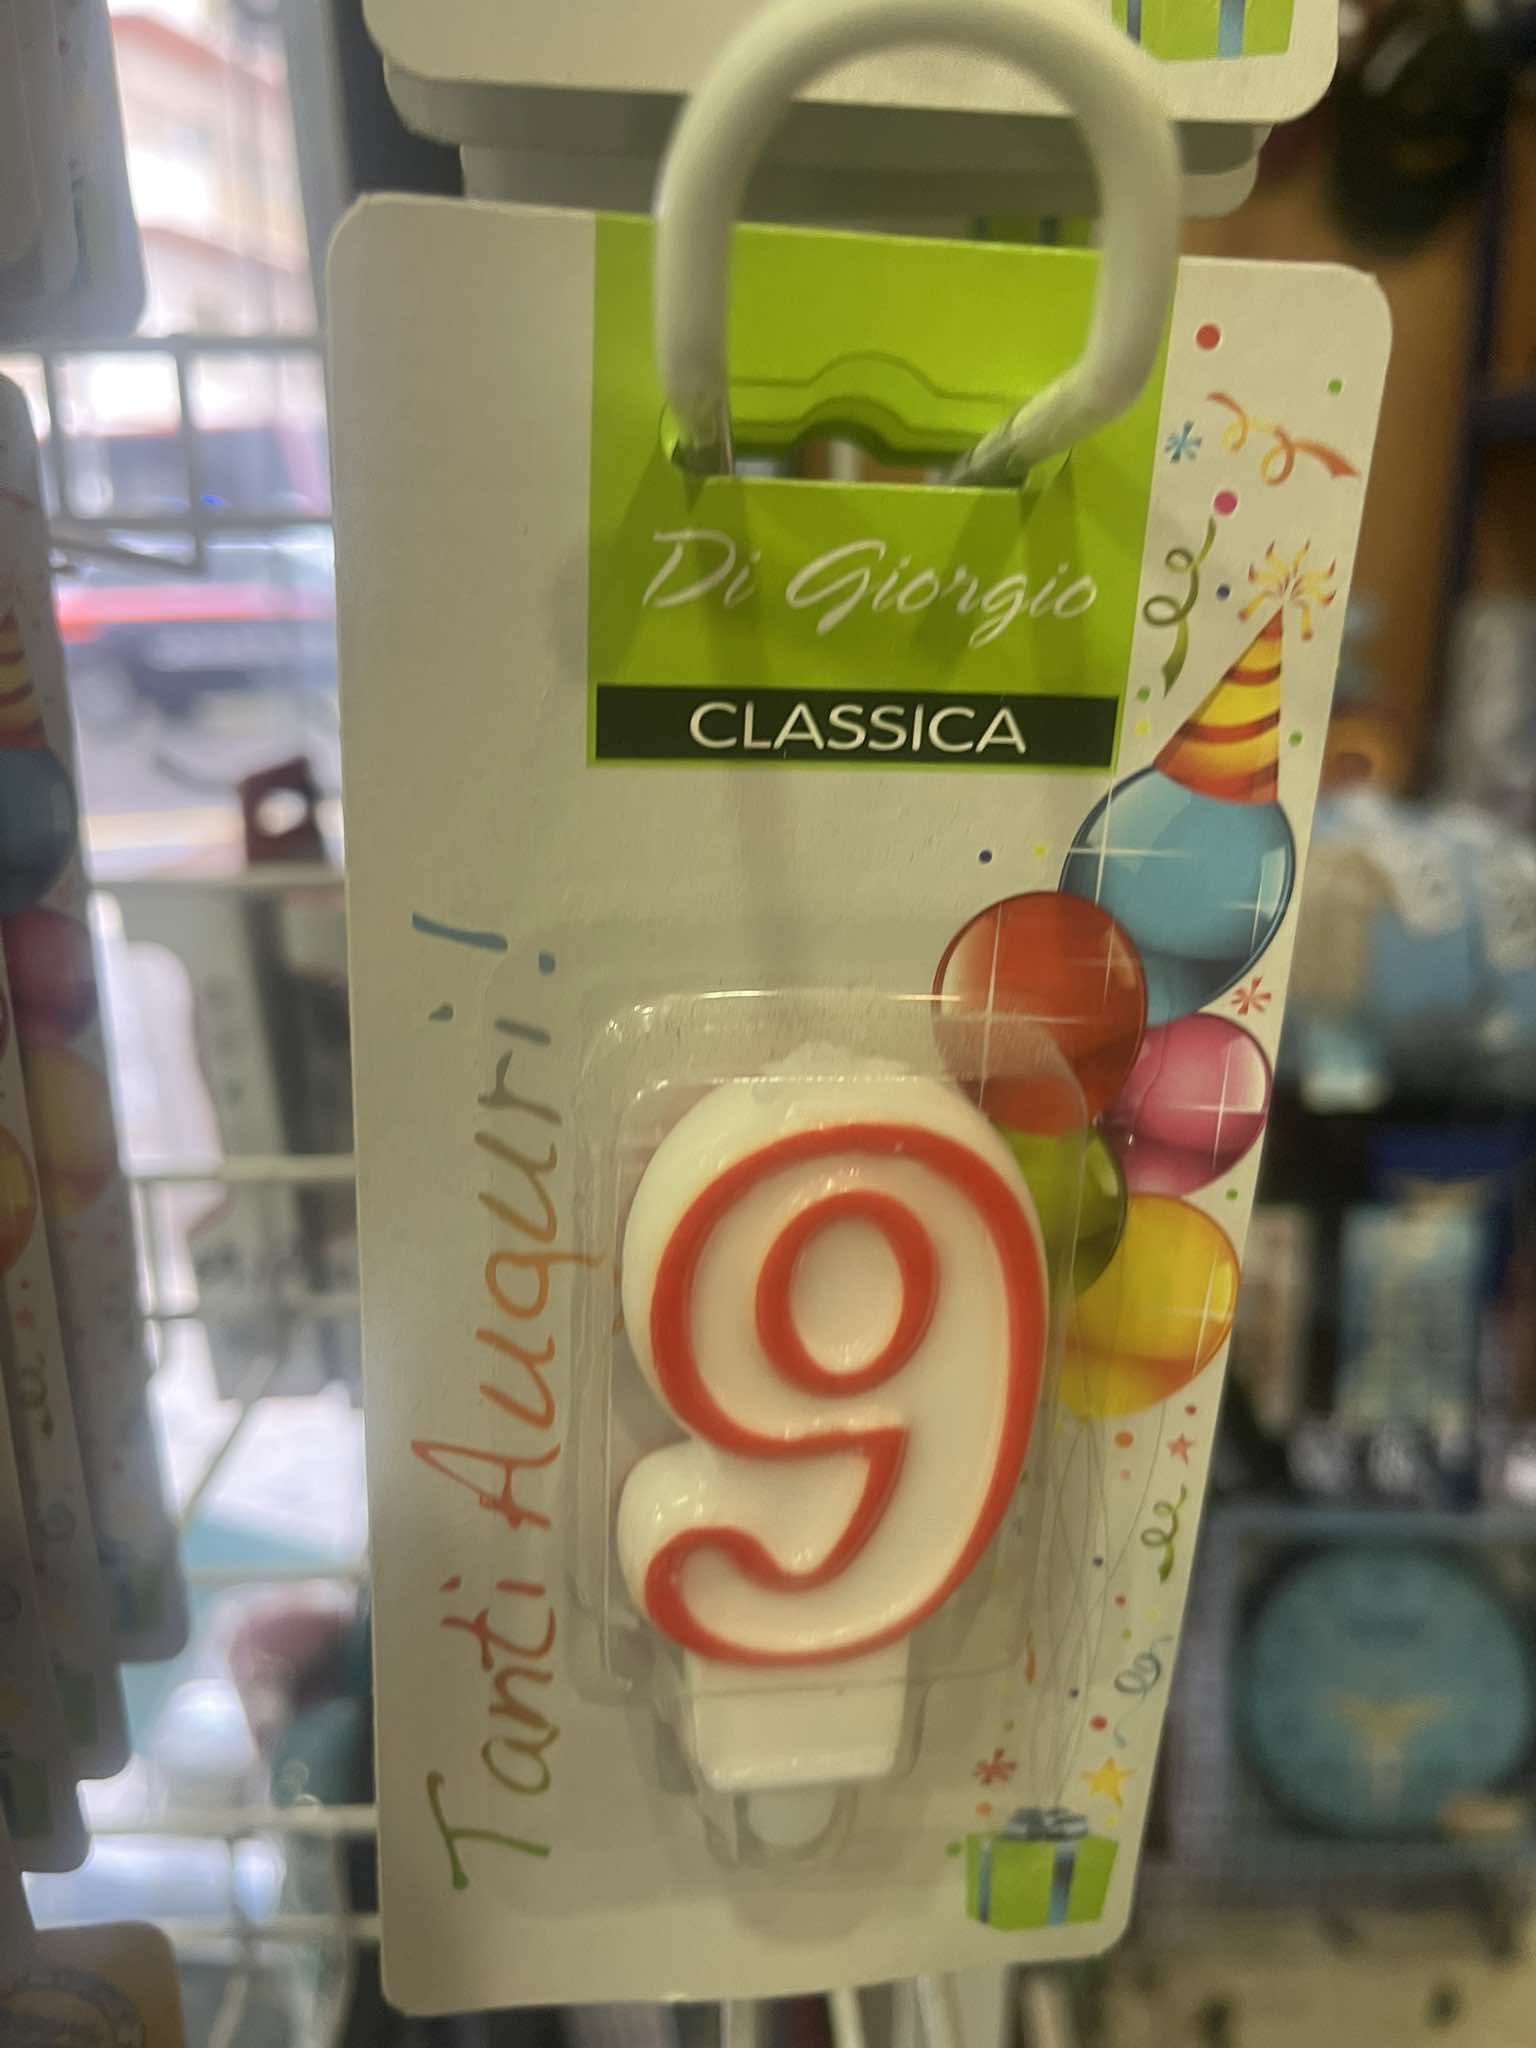 Di Giorgio
CLASSICA
Tanti Auguri!
9